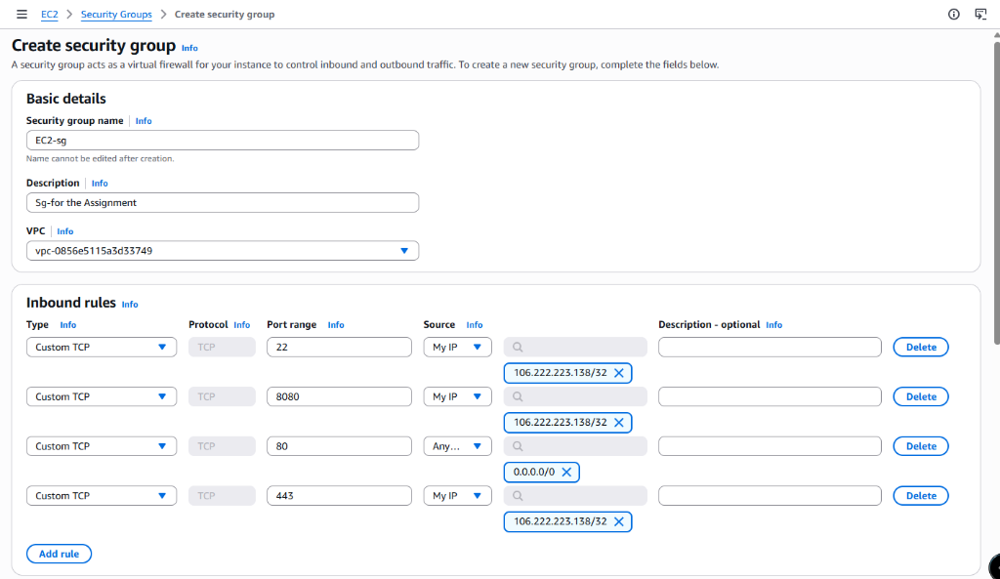 EC2 > Security Groups > Create security group
Create security group Info
A security group acts as a virtual firewall for your instance to control inbound and outbound traffic. To create a new security group, complete the fields below.
Basic details
Security group name Info
EC2-sg
Name cannot be edited after creation.
Description Info
Sg-for the Assignment
VPC Info
vpc-0856e5115a3d33749
Inbound rules Info
Type Info Protocol Info Port range Info Source Info Description - optional Info
Custom TCP TCP 22 My IP Delete
106.222.223.138/32
Custom TCP TCP 8080 My IP Delete
106.222.223.138/32
Custom TCP TCP 80 Any... Delete
0.0.0.0/0
Custom TCP TCP 443 My IP Delete
106.222.223.138/32
Add rule